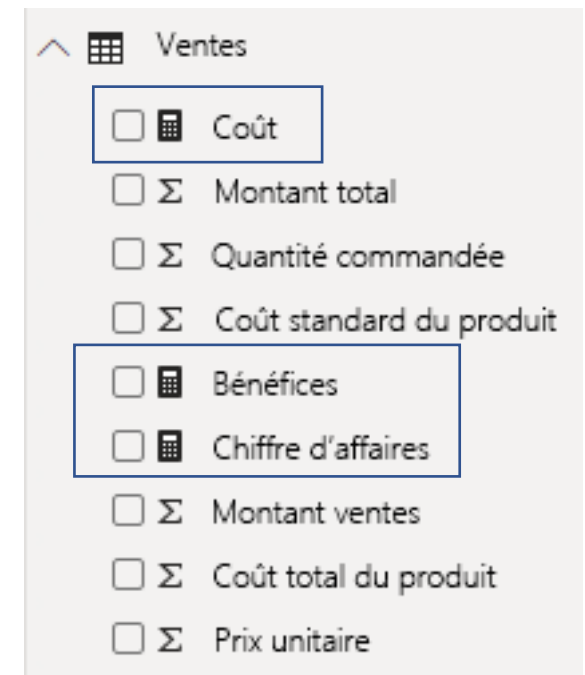 Ventes
Coût
Montant total
Quantité commandée
Coût standard du produit
Bénéfices
Chiffre d'affaires
Montant ventes
Coût total du produit
Prix unitaire